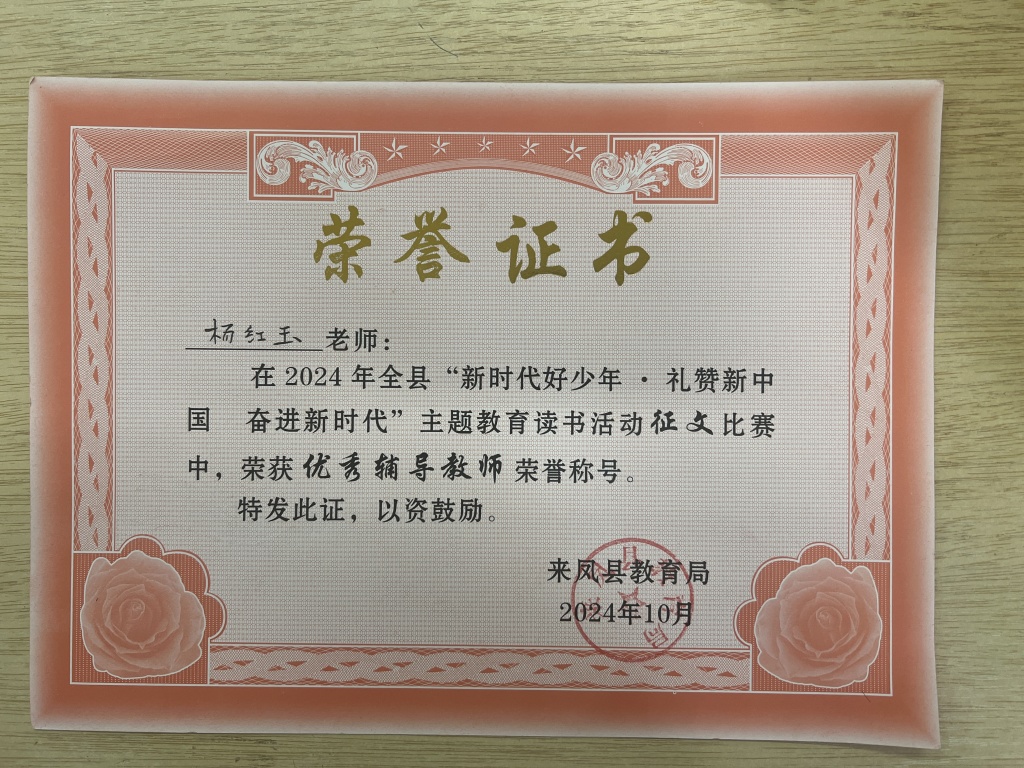 荣誉证书
杨红玉 老师：
在 2024 年全县“新时代好少年 · 礼赞新中
国 奋进新时代”主题教育读书活动征文比赛
中，荣获优秀辅导教师荣誉称号。
特发此证，以资鼓励。
来凤县教育局
2024年10月